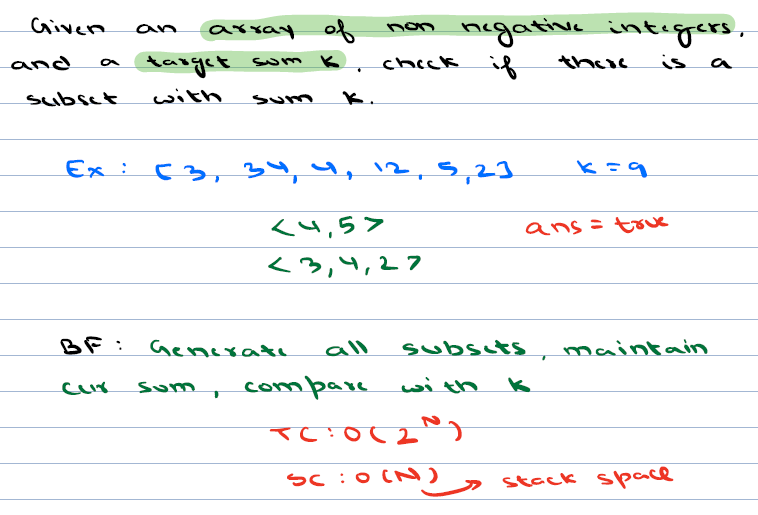 Given an array of non negative integers,
and a target sum k, check if there is a
subset with sum k.
Ex : [3, 34, 4, 12, 5, 2] k = 9
<4, 5> ans = true
<3, 4, 2>
BF : Generate all subsets, maintain
cur sum, compare with k
TC : O(2^N)
SC : O(N) → stack space